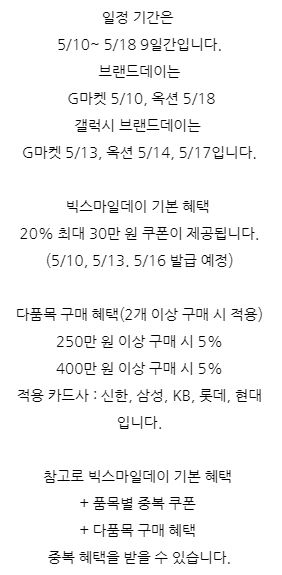 일정 기간은
5/10~ 5/18 9일간입니다.
브랜드데이는
G마켓 5/10, 옥션 5/18
갤럭시 브랜드데이는
G마켓 5/13, 옥션 5/14, 5/17입니다.
빅스마일데이 기본 혜택
20% 최대 30만 원 쿠폰이 제공됩니다.
(5/10, 5/13. 5/16 발급 예정)
다품목 구매 혜택(2개 이상 구매 시 적용)
250만 원 이상 구매 시 5%
400만 원 이상 구매 시 5%
적용 카드사 : 신한, 삼성, KB, 롯데, 현대
입니다.
참고로 빅스마일데이 기본 혜택
+ 품목별 중복 쿠폰
+ 다품목 구매 혜택
중복 혜택을 받을 수 있습니다.